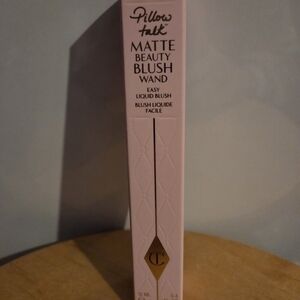 Pillow
talk
MATTE
BEAUTY
BLUSH
WAND
EASY
LIQUID BLUSH
BLUSH LIQUIDE
FACILE
CT